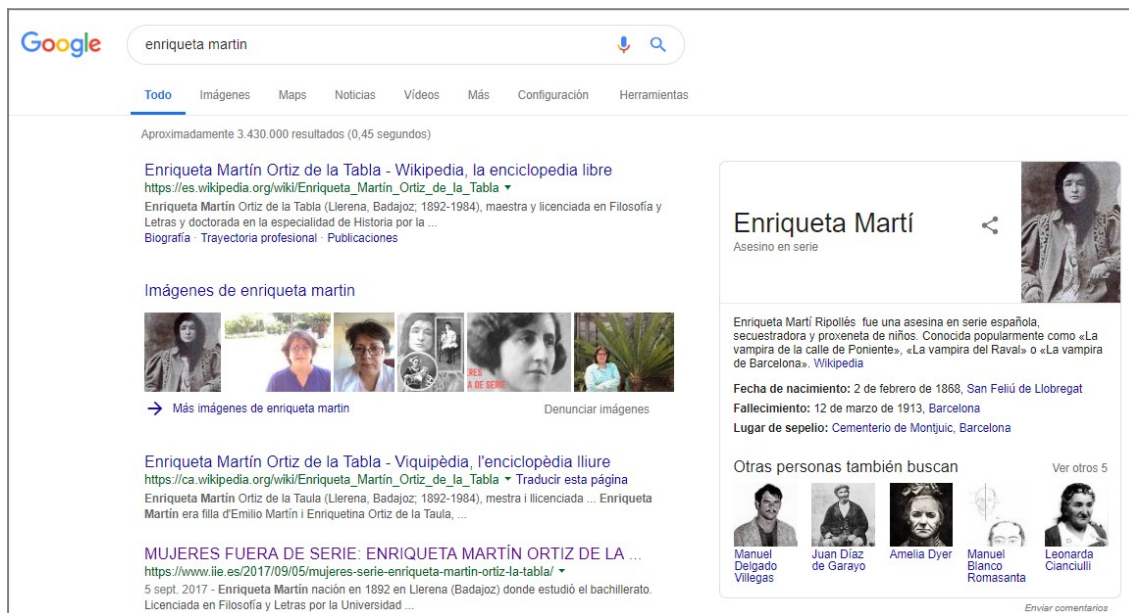 Google
enriqueta martin
Todo Imágenes Maps Noticias Vídeos Más Configuración Herramientas
Aproximadamente 3.430.000 resultados (0,45 segundos)
Enriqueta Martín Ortiz de la Tabla - Wikipedia, la enciclopedia libre
https://es.wikipedia.org/wiki/Enriqueta_Martín_Ortiz_de_la_Tabla
Enriqueta Martín Ortiz de la Tabla (Llerena, Badajoz; 1892-1984), maestra y licenciada en Filosofía y
Letras y doctorada en la especialidad de Historia por la ...
Biografía · Trayectoria profesional · Publicaciones
Imágenes de enriqueta martin
ERES
A DE SERIE
Más imágenes de enriqueta martin
Denunciar imágenes
Enriqueta Martín Ortiz de la Tabla - Viquipèdia, l'enciclopèdia lliure
https://ca.wikipedia.org/wiki/Enriqueta_Martín_Ortiz_de_la_Tabla Traducir esta página
Enriqueta Martín Ortiz de la Taula (Llerena, Badajoz; 1892-1984), mestra i llicenciada ... Enriqueta
Martín era filla d'Emilio Martín i Enriquetina Ortiz de la Taula, ...
MUJERES FUERA DE SERIE: ENRIQUETA MARTÍN ORTIZ DE LA ...
https://www.iie.es/2017/09/05/mujeres-serie-enriqueta-martin-ortiz-la-tabla/
5 sept. 2017 - Enriqueta Martín nación en 1892 en Llerena (Badajoz) donde estudió el bachillerato.
Licenciada en Filosofía y Letras por la Universidad ...
Enriqueta Martí
Asesino en serie
Enriqueta Martí Ripollés fue una asesina en serie española,
secuestradora y proxeneta de niños. Conocida popularmente como «La
vampira de la calle de Poniente», «La vampira del Raval» o «La vampira
de Barcelona». Wikipedia
Fecha de nacimiento: 2 de febrero de 1868, San Feliú de Llobregat
Fallecimiento: 12 de marzo de 1913, Barcelona
Lugar de sepelio: Cementerio de Montjuic, Barcelona
Otras personas también buscan
Ver otros 5
Manuel
Delgado
Villegas
Juan Díaz
de Garayo
Amelia Dyer
Manuel
Blanco
Romasanta
Leonarda
Cianciulli
Enviar comentarios